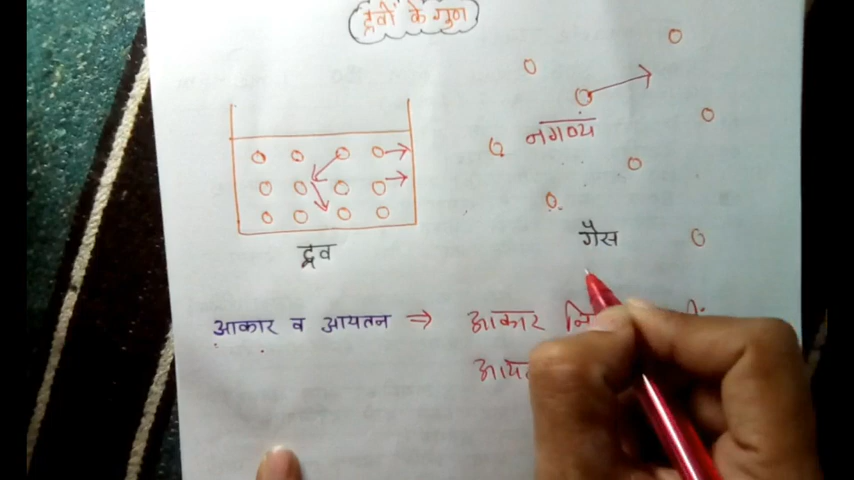 द्रवों के गुण
नगण्य
द्रव
गैस
आकार व आयतन ⇒ आकार